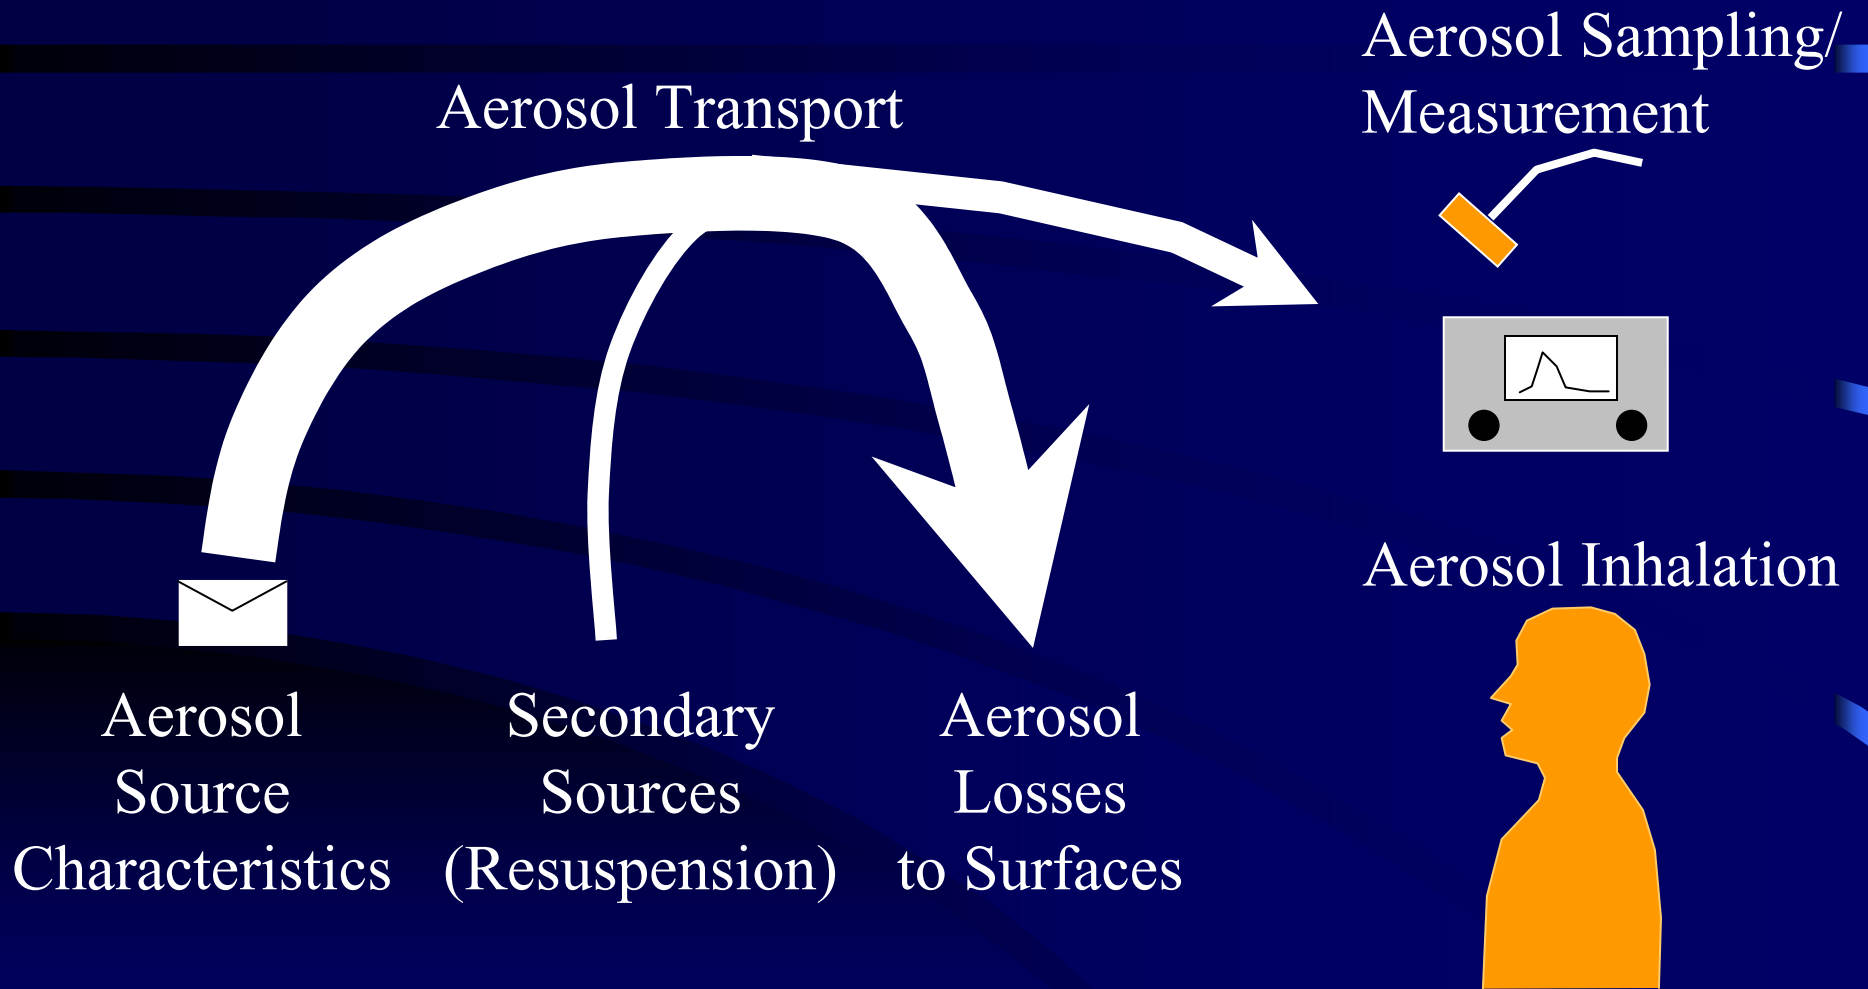 Aerosol Sampling/
Measurement
Aerosol Transport
Aerosol Inhalation
Aerosol
Source
Characteristics
Secondary
Sources
(Resuspension)
Aerosol
Losses
to Surfaces